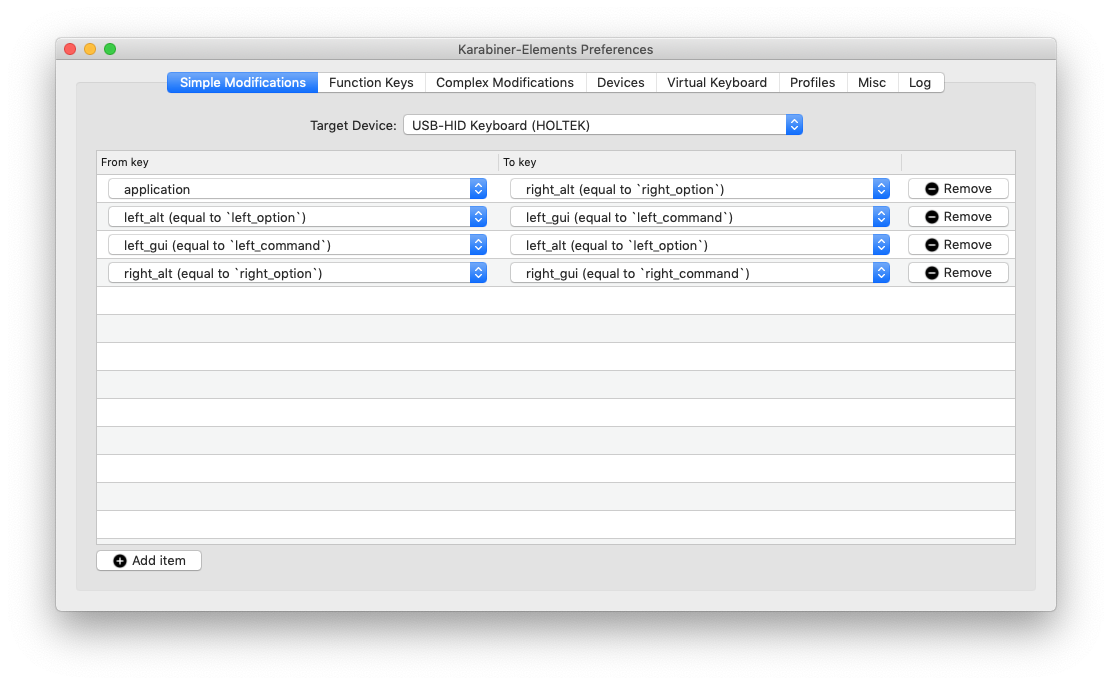 Karabiner-Elements Preferences
Simple Modifications Function Keys Complex Modifications Devices Virtual Keyboard Profiles Misc Log
Target Device: USB-HID Keyboard (HOLTEK)
From key To key
application right_alt (equal to `right_option`) Remove
left_alt (equal to `left_option`) left_gui (equal to `left_command`) Remove
left_gui (equal to `left_command`) left_alt (equal to `left_option`) Remove
right_alt (equal to `right_option`) right_gui (equal to `right_command`) Remove
Add item